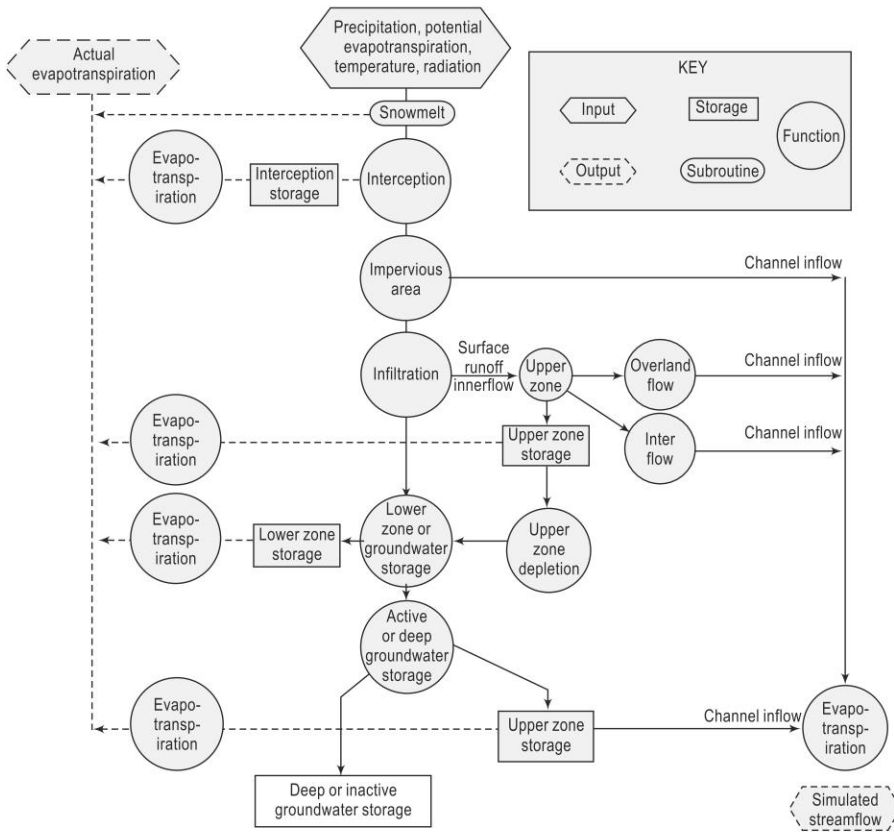 Actual
evapotranspiration
Precipitation, potential
evapotranspiration,
temperature, radiation
KEY
Input
Storage
Function
Output
Subroutine
Snowmelt
Evapo-
transp-
iration
Interception
storage
Interception
Impervious
area
Channel inflow
Infiltration
Surface
runoff
innerflow
Upper
zone
Overland
flow
Channel inflow
Evapo-
transp-
iration
Upper zone
storage
Inter
flow
Channel inflow
Evapo-
transp-
iration
Lower zone
storage
Lower
zone or
groundwater
storage
Upper
zone
depletion
Active
or deep
groundwater
storage
Evapo-
transp-
iration
Upper zone
storage
Channel inflow
Evapo-
transp-
iration
Deep or inactive
groundwater storage
Simulated
streamflow